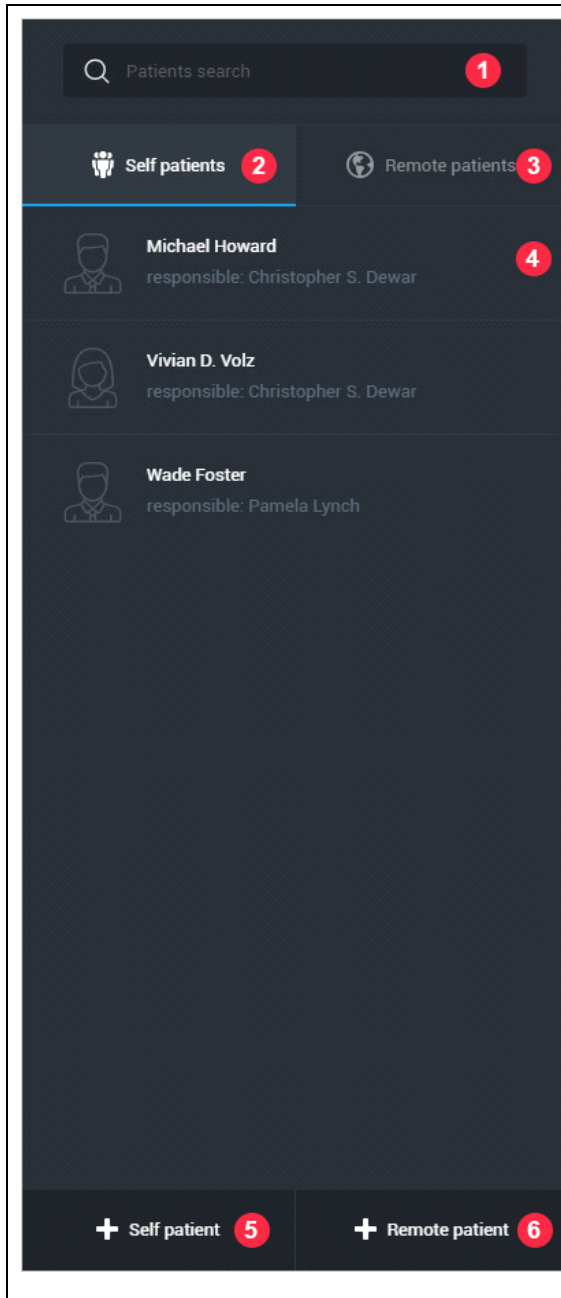 Patients search 1
Self patients 2 Remote patients 3
Michael Howard
responsible: Christopher S. Dewar
4
Vivian D. Volz
responsible: Christopher S. Dewar
Wade Foster
responsible: Pamela Lynch
Self patient 5 Remote patient 6